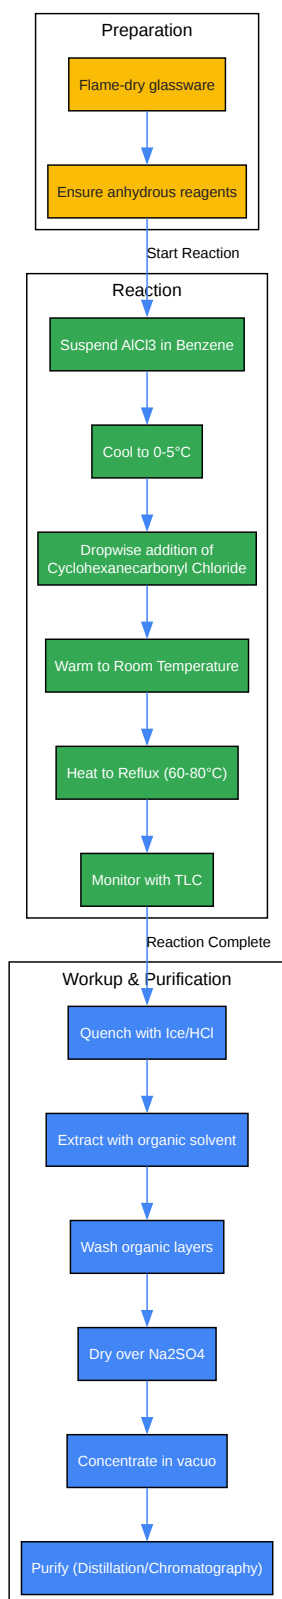 Preparation
Flame-dry glassware
Ensure anhydrous reagents
Start Reaction
Reaction
Suspend AlCl3 in Benzene
Cool to 0-5°C
Dropwise addition of
Cyclohexanecarbonyl Chloride
Warm to Room Temperature
Heat to Reflux (60-80°C)
Monitor with TLC
Reaction Complete
Workup & Purification
Quench with Ice/HCl
Extract with organic solvent
Wash organic layers
Dry over Na2SO4
Concentrate in vacuo
Purify (Distillation/Chromatography)